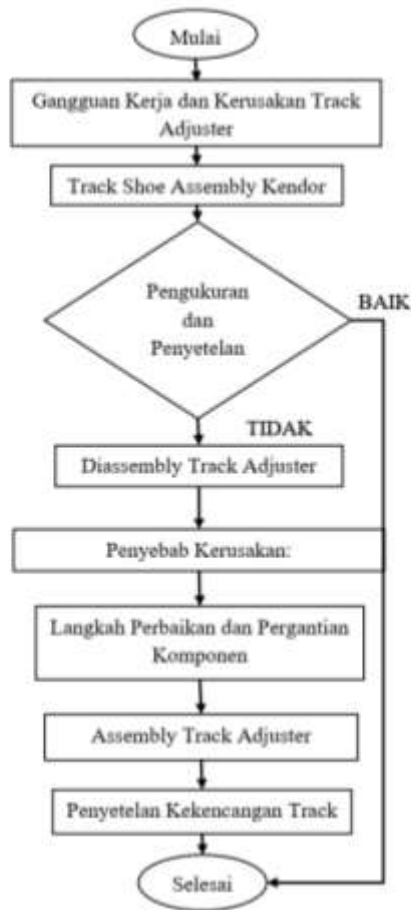 Mulai
Gangguan Kerja dan Kerusakan Track
Adjuster
Track Shoe Assembly Kendor
Pengukuran
dan
Penyetelan
BAIK
TIDAK
Diassembly Track Adjuster
Penyebab Kerusakan:
Langkah Perbaikan dan Pergantian
Komponen
Assembly Track Adjuster
Penyetelan Kekencangan Track
Selesai